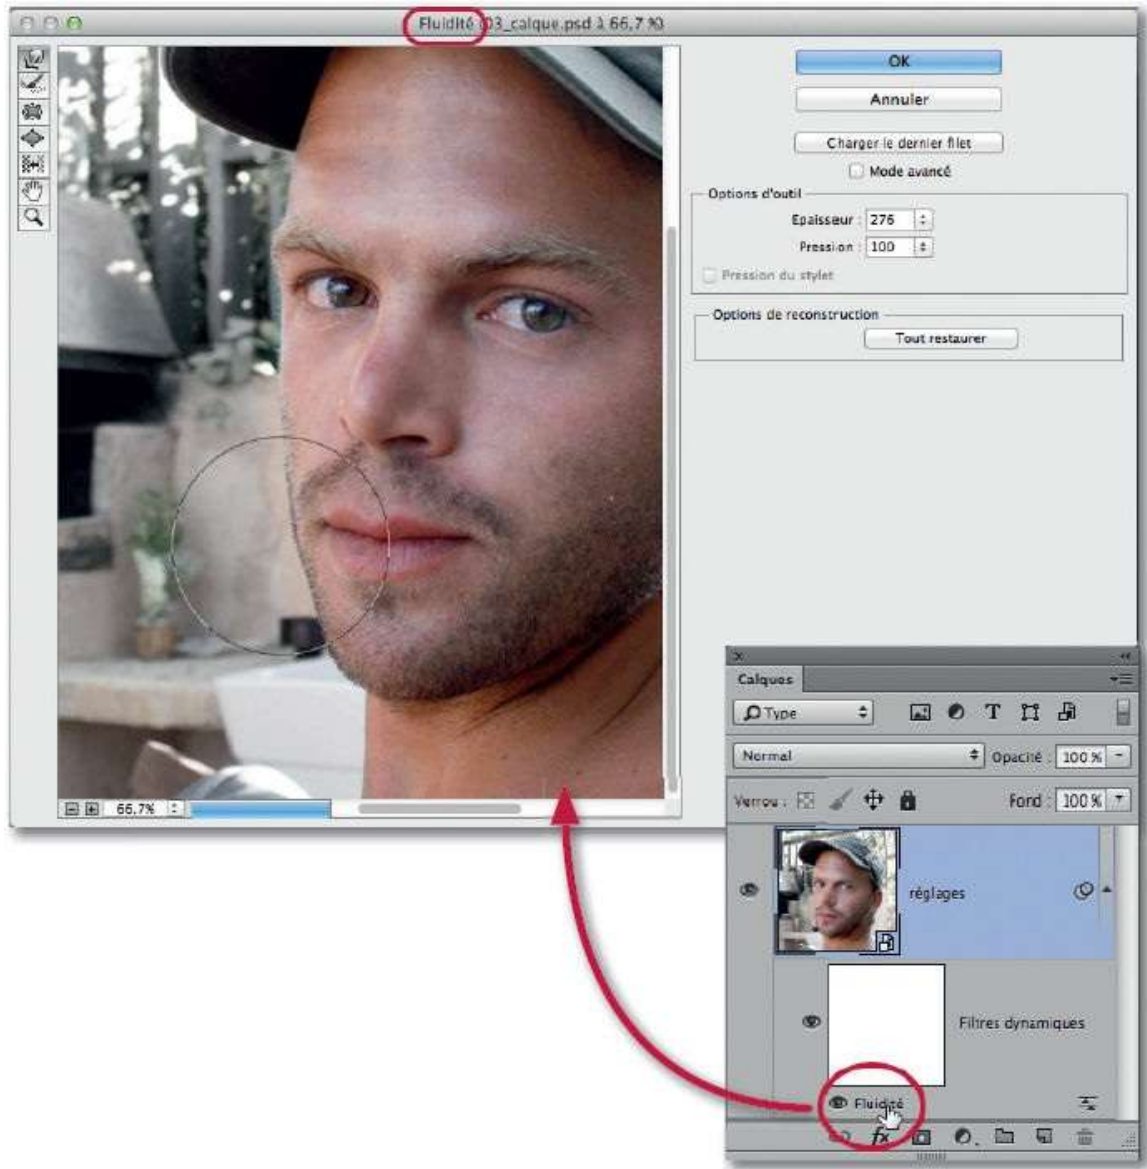 Fluidité (03_calque.psd à 66,7 %)
OK
Annuler
Charger le dernier filet
Mode avancé
Options d'outil
Epaisseur : 276
Pression : 100
Pression du stylet
Options de reconstruction
Tout restaurer
66.7%
Calques
Type
T
Normal
Opacité : 100 %
Verrou :
Fond : 100 %
réglages
Filtres dynamiques
Fluidité
fx